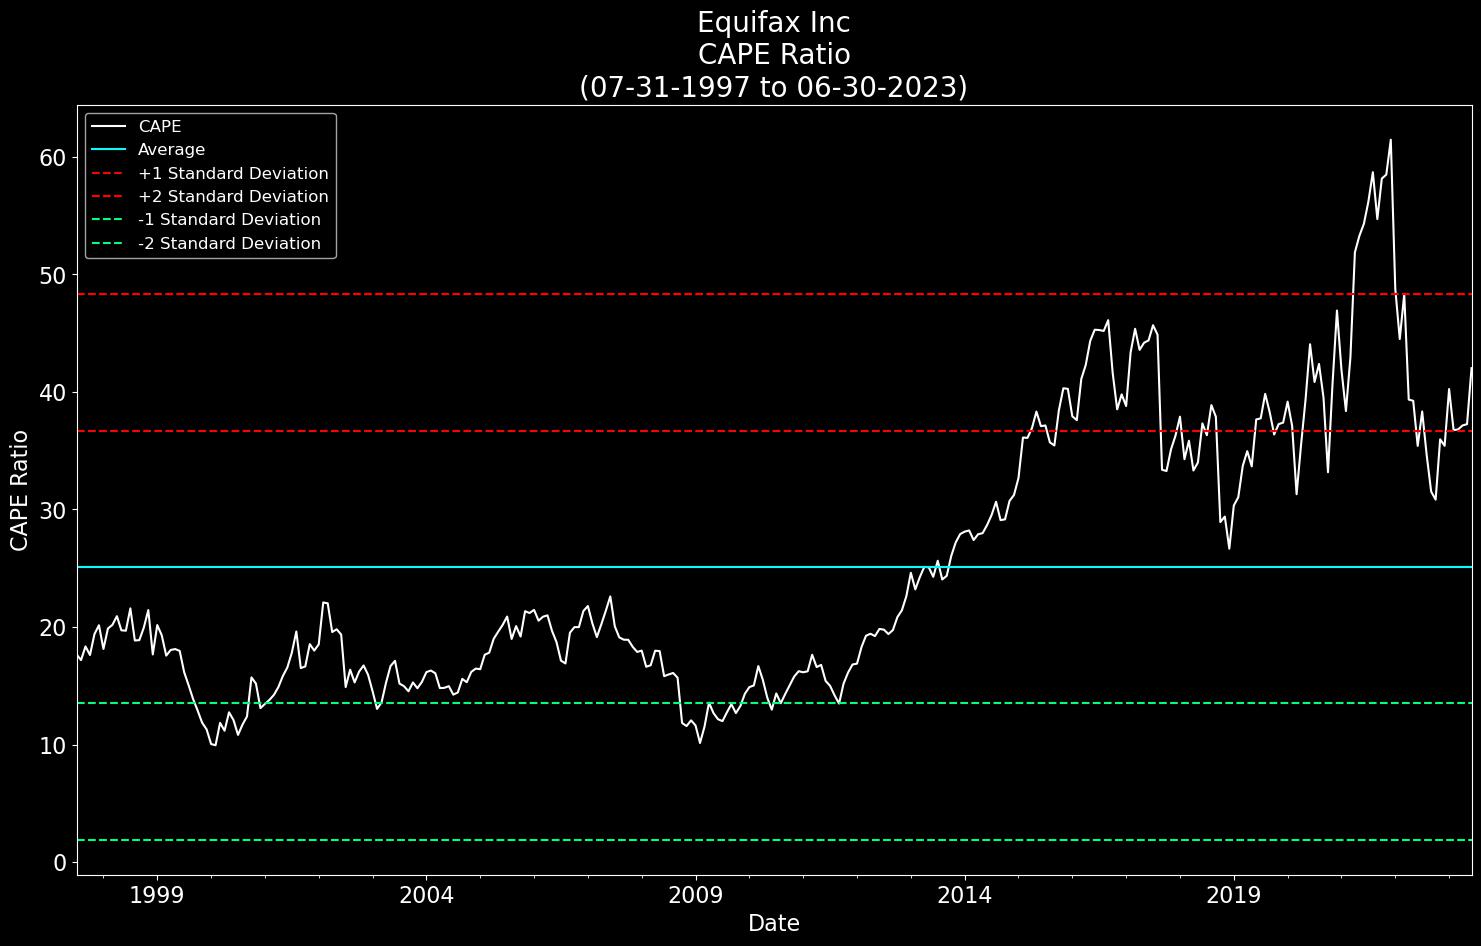 Equifax Inc
CAPE Ratio
(07-31-1997 to 06-30-2023)
CAPE
Average
+1 Standard Deviation
+2 Standard Deviation
-1 Standard Deviation
-2 Standard Deviation
60
50
40
30
20
10
0
CAPE Ratio
1999
2004
2009
2014
2019
Date